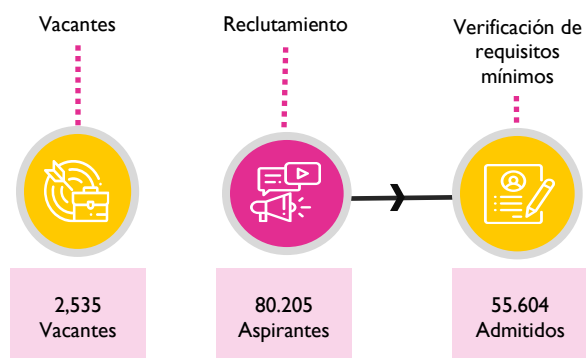 Vacantes
Reclutamiento
Verificación de
requisitos
mínimos
2,535
Vacantes
80.205
Aspirantes
55.604
Admitidos